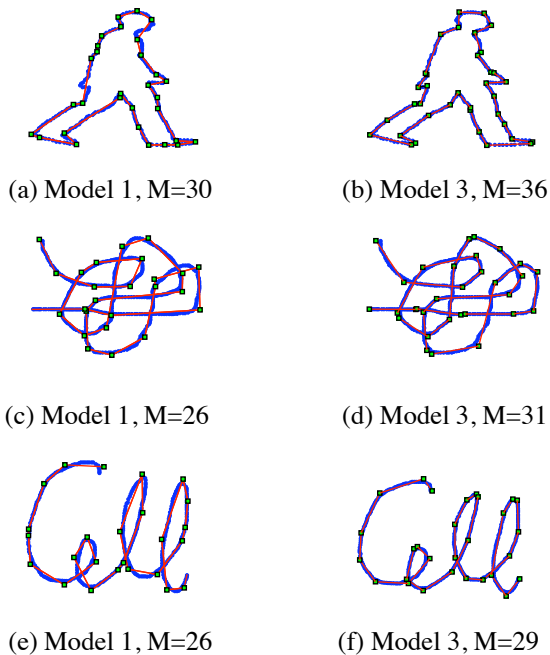 (a) Model 1, M=30
(b) Model 3, M=36
(c) Model 1, M=26
(d) Model 3, M=31
(e) Model 1, M=26
(f) Model 3, M=29